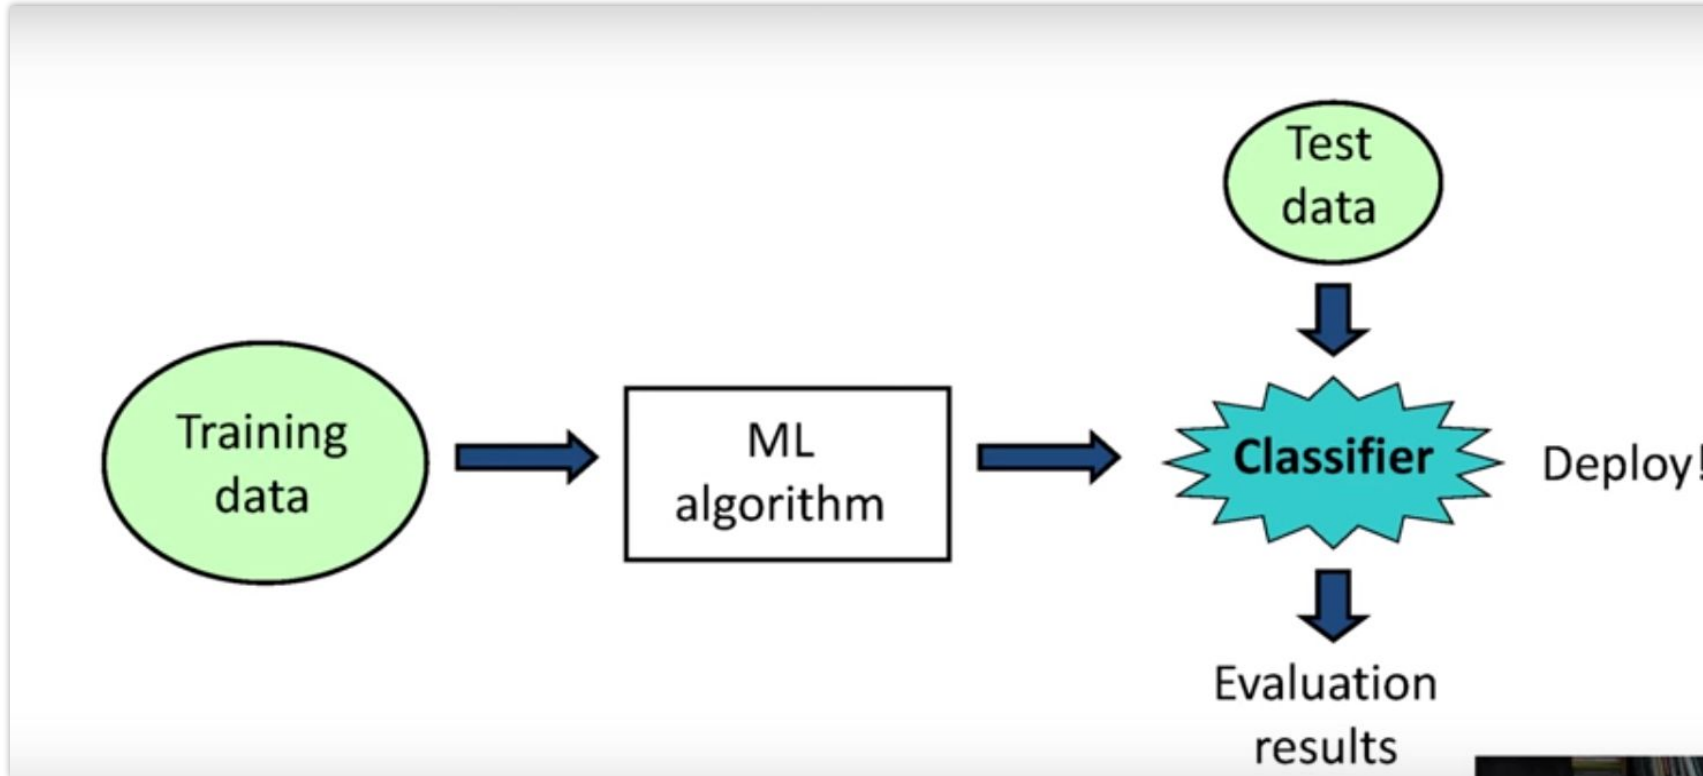 Training
data
ML
algorithm
Test
data
Classifier
Deploy!
Evaluation
results